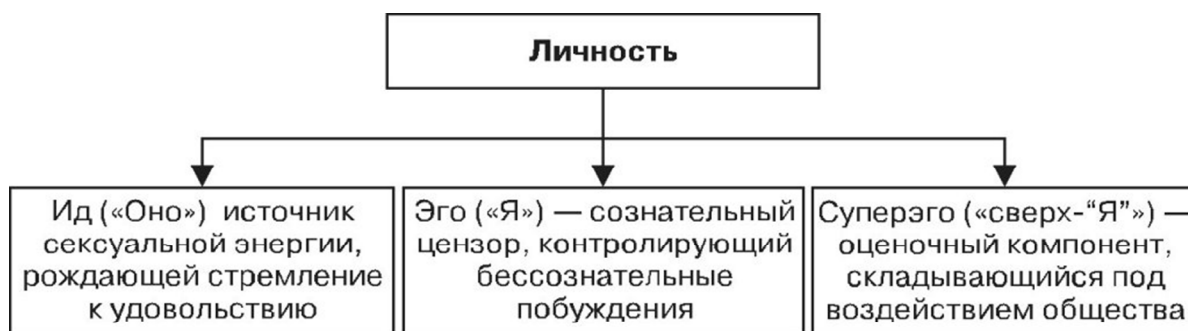 Личность
Ид («Оно») источник
сексуальной энергии,
рождающей стремление
к удовольствию
Эго («Я») — сознательный
цензор, контролирующий
бессознательные
побуждения
Суперэго („сверх-“Я”») —
оценочный компонент,
складывающийся под
воздействием общества